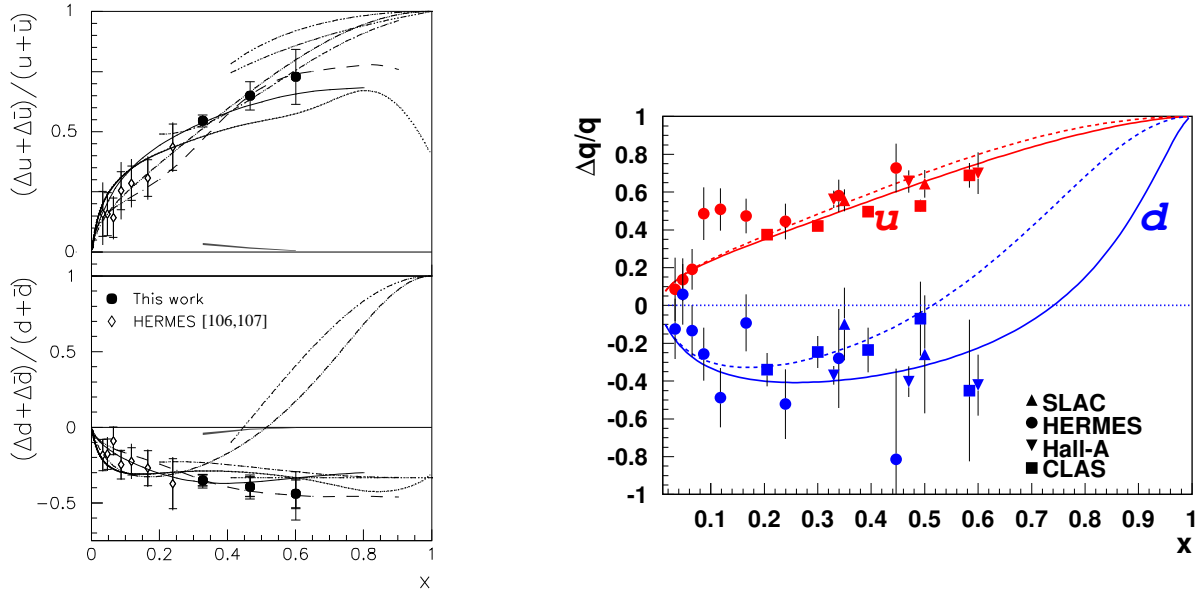 (Δu + Δū) / (u + ū)
1
0.5
0
(Δd + Δd̄) / (d + d̄)
1
0.5
0
−0.5
This work
HERMES [106,107]
0
0.2
0.4
0.6
0.8
1
x
Δq/q
1
0.8
0.6
0.4
0.2
0
-0.2
-0.4
-0.6
-0.8
-1
u
d
SLAC
HERMES
Hall-A
CLAS
0.1
0.2
0.3
0.4
0.5
0.6
0.7
0.8
0.9
1
x